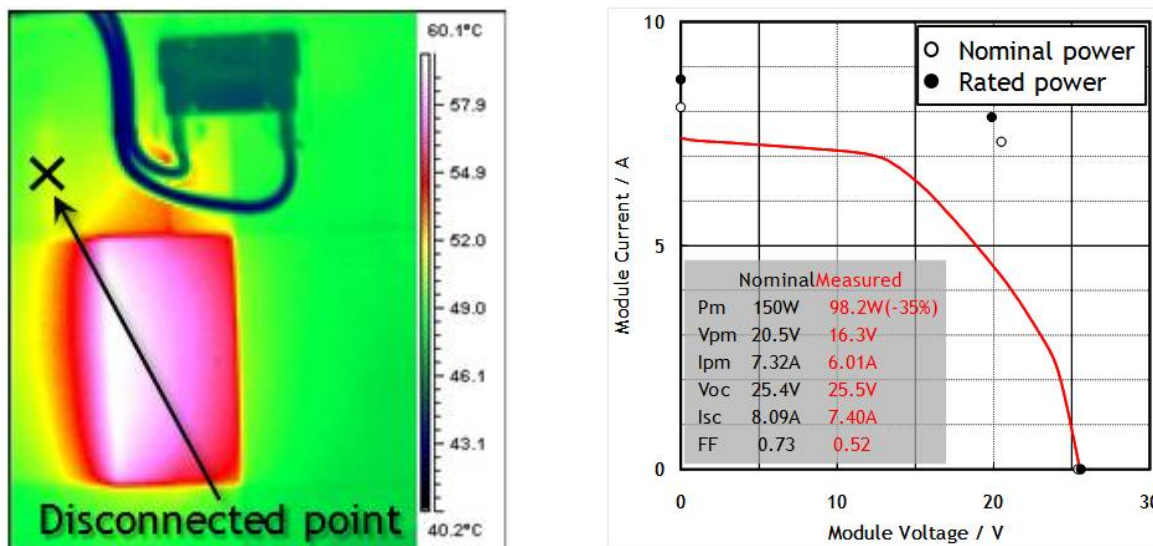 60.1°C
57.9
54.9
52.0
49.0
46.1
43.1
40.2°C
Disconnected point
10
5
0
0
10
20
30
Module Current / A
Module Voltage / V
Nominal power
Rated power
Nominal Measured
Pm 150W 98.2W(-35%)
Vpm 20.5V 16.3V
Ipm 7.32A 6.01A
Voc 25.4V 25.5V
Isc 8.09A 7.40A
FF 0.73 0.52